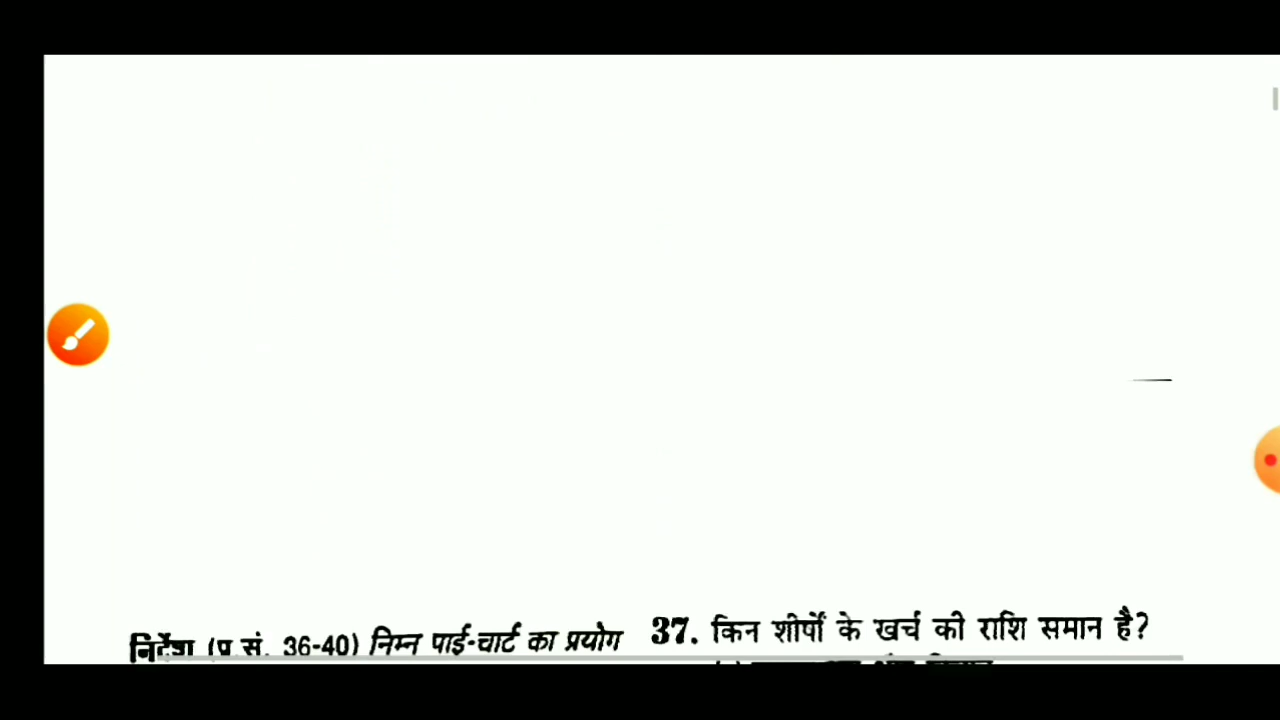 निर्देश (प्र सं. 36-40) निम्न पाई-चार्ट का प्रयोग
37. किन शीर्षों के खर्च की राशि समान है?